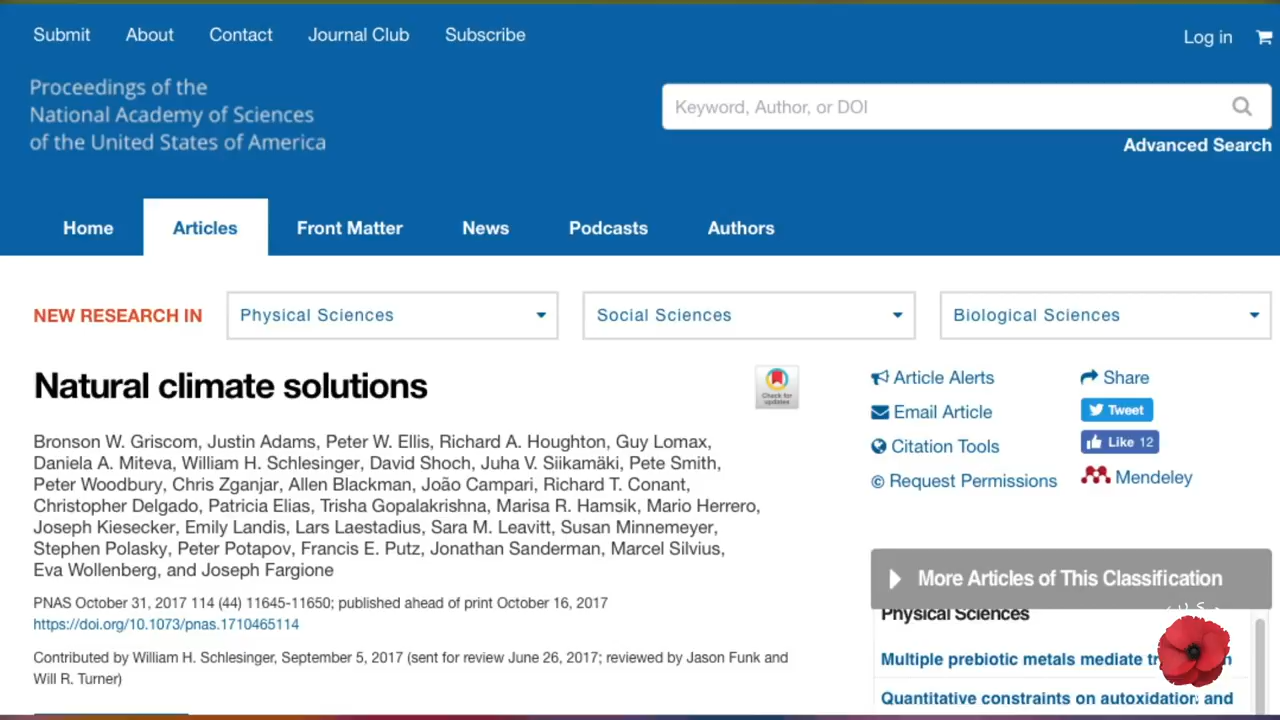 Submit About Contact Journal Club Subscribe
Log in
Proceedings of the
National Academy of Sciences
of the United States of America
Keyword, Author, or DOI
Advanced Search
Home Articles Front Matter News Podcasts Authors
NEW RESEARCH IN Physical Sciences Social Sciences Biological Sciences
Natural climate solutions
Check for
updates
Bronson W. Griscom, Justin Adams, Peter W. Ellis, Richard A. Houghton, Guy Lomax,
Daniela A. Miteva, William H. Schlesinger, David Shoch, Juha V. Siikamäki, Pete Smith,
Peter Woodbury, Chris Zganjar, Allen Blackman, João Campari, Richard T. Conant,
Christopher Delgado, Patricia Elias, Trisha Gopalakrishna, Marisa R. Hamsik, Mario Herrero,
Joseph Kiesecker, Emily Landis, Lars Laestadius, Sara M. Leavitt, Susan Minnemeyer,
Stephen Polasky, Peter Potapov, Francis E. Putz, Jonathan Sanderman, Marcel Silvius,
Eva Wollenberg, and Joseph Fargione
PNAS October 31, 2017 114 (44) 11645-11650; published ahead of print October 16, 2017
https://doi.org/10.1073/pnas.1710465114
Contributed by William H. Schlesinger, September 5, 2017 (sent for review June 26, 2017; reviewed by Jason Funk and
Will R. Turner)
Article Alerts
Email Article
Citation Tools
© Request Permissions
Share
Tweet
Like 12
Mendeley
More Articles of This Classification
Physical Sciences
Multiple prebiotic metals mediate
Quantitative constraints on autoxidation and